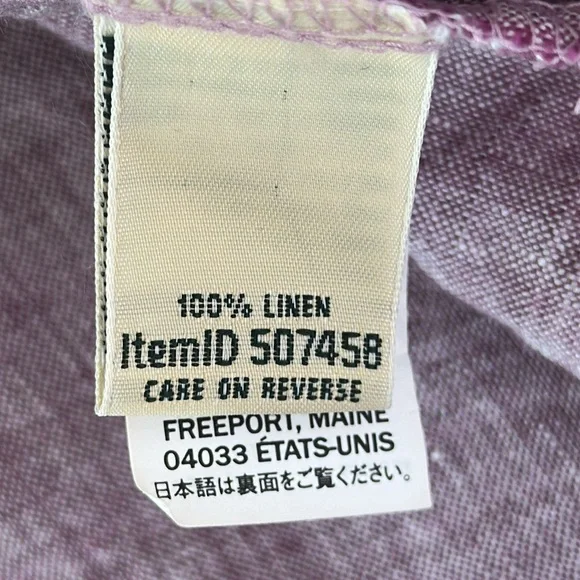 100% LINEN
ItemID 507458
CARE ON REVERSE
FREEPORT, MAINE
04033 ÉTATS-UNIS
日本語は裏面をご覧ください。